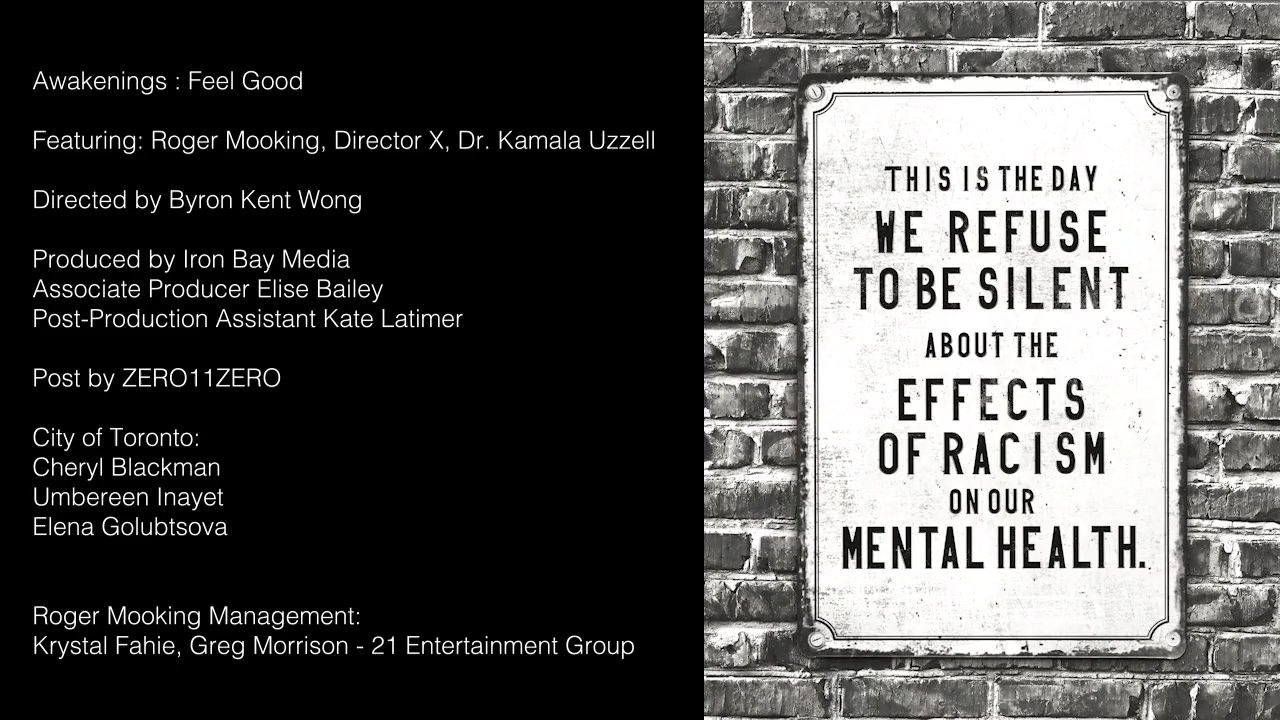 Awakenings : Feel Good
Featuring: Roger Mooking, Director X, Dr. Kamala Uzzell
Directed by Byron Kent Wong
Produced by Iron Bay Media
Associate Producer Elise Bailey
Post-Production Assistant Kate Latimer
Post by ZERO11ZERO
City of Toronto:
Cheryl Blackman
Umbereen Inayet
Elena Golubtsova
Roger Mooking Management:
Krystal Fahie, Greg Morrison - 21 Entertainment Group
THIS IS THE DAY
WE REFUSE
TO BE SILENT
ABOUT THE
EFFECTS
OF RACISM
ON OUR
MENTAL HEALTH.